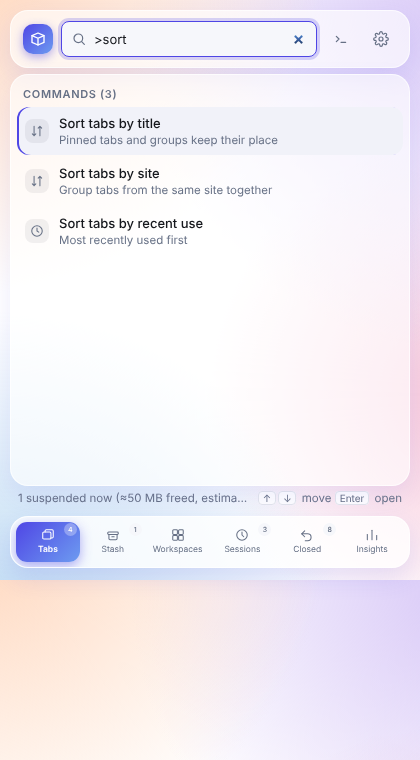 >sort
COMMANDS (3)
Sort tabs by title
Pinned tabs and groups keep their place
Sort tabs by site
Group tabs from the same site together
Sort tabs by recent use
Most recently used first
1 suspended now (≈50 MB freed, estima... ↑ ↓ move Enter open
4 1 3 8
Tabs Stash Workspaces Sessions Closed Insights